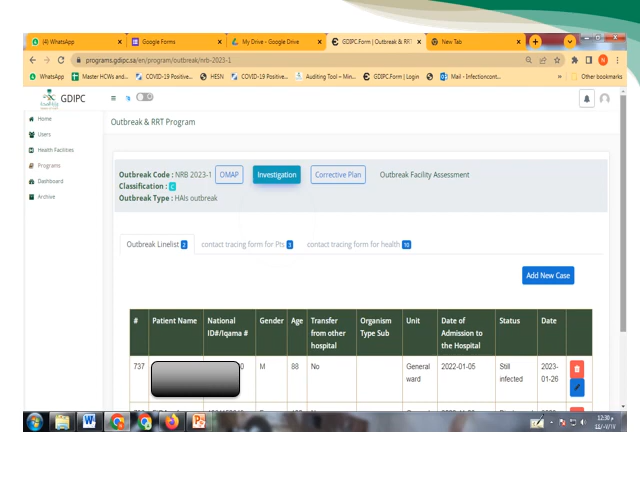 (4) WhatsApp
Google Forms
My Drive - Google Drive
GDIPC.Form | Outbreak & RRT
New Tab
programs.gdipc.sa/en/program/outbreak/nrb-2023-1
WhatsApp
Master HCWs and...
COVID-19 Positive...
HESN
COVID-19 Positive...
Auditing Tool – Min...
GDIPC.Form | Login
Mail - Infectioncont...
»
Other bookmarks
GDIPC
Outbreak & RRT Program
Home
Users
Health Facilities
Programs
Dashboard
Archive
Outbreak Code : NRB 2023-1
OMAP
Investigation
Corrective Plan
Outbreak Facility Assessment
Classification : C
Outbreak Type : HAIs outbreak
Outbreak Linelist 2
contact tracing form for Pts 3
contact tracing form for health 10
Add New Case
# Patient Name National ID#/Iqama # Gender Age Transfer from other hospital Organism Type Sub Unit Date of Admission to the Hospital Status Date
737 0 M 88 No General ward 2022-01-05 Still infected 2023-01-26
12:30 م